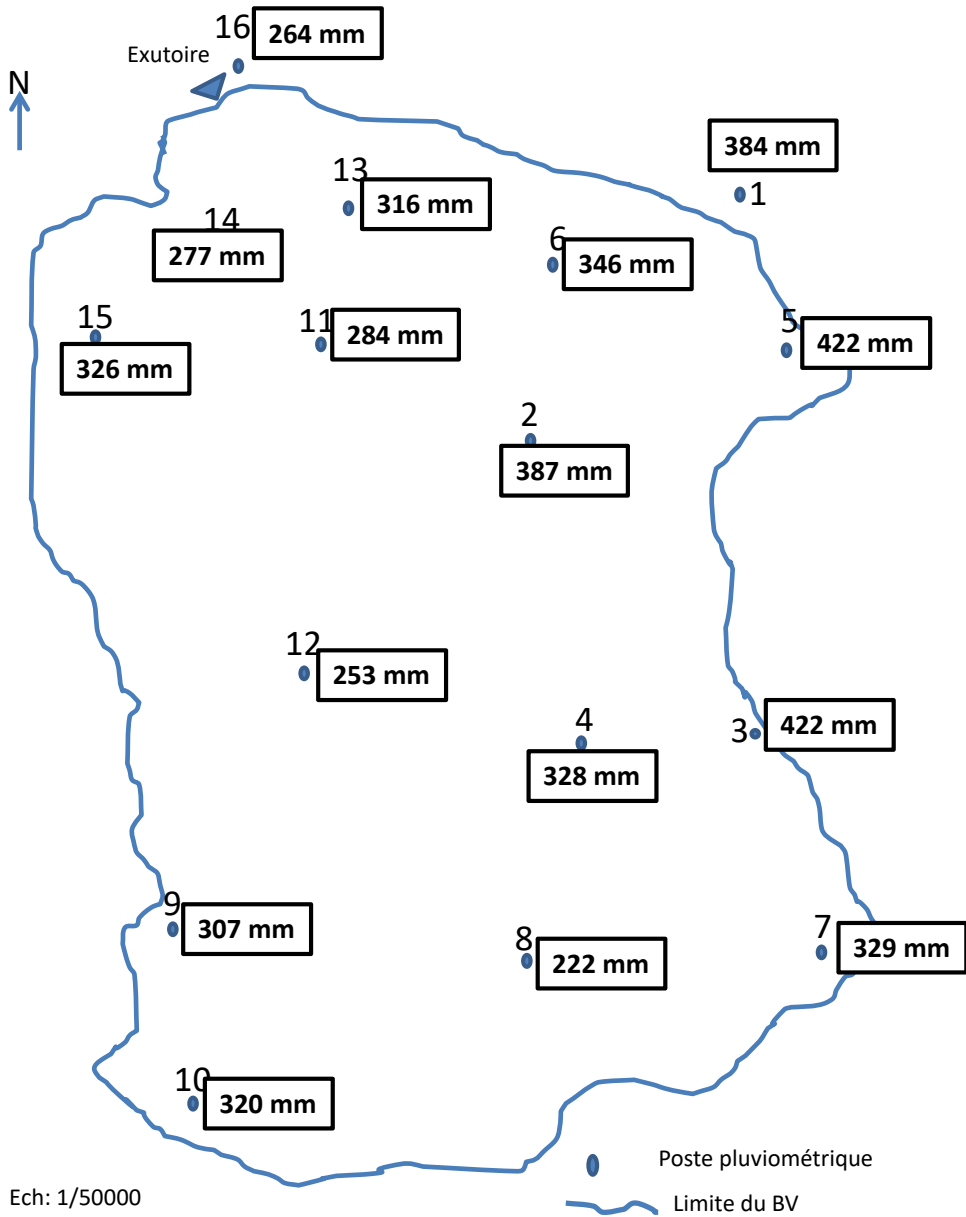 16
264 mm
Exutoire
N
384 mm
1
13
316 mm
14
277 mm
6
346 mm
15
326 mm
11
284 mm
5
422 mm
2
387 mm
12
253 mm
4
328 mm
3
422 mm
9
307 mm
8
222 mm
7
329 mm
10
320 mm
Poste pluviométrique
Ech: 1/50000
Limite du BV